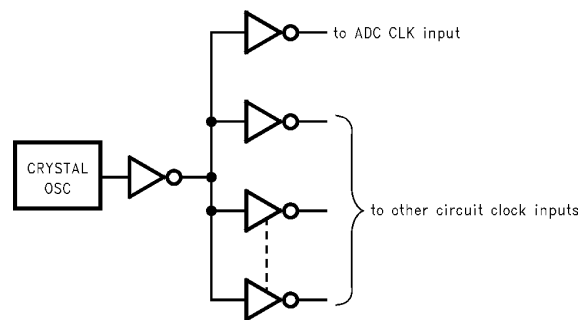 to ADC CLK input
CRYSTAL
OSC
to other circuit clock inputs